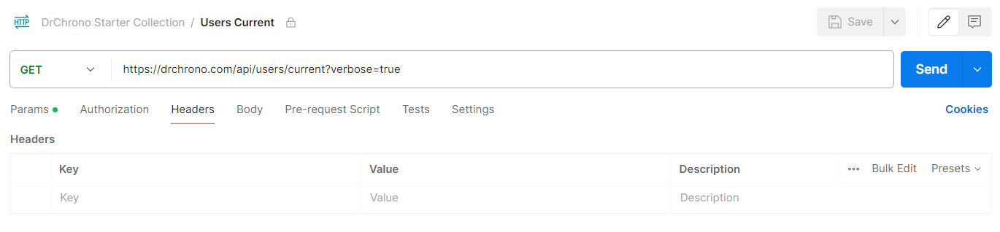 HTTP DrChrono Starter Collection / Users Current Save
GET https://drchrono.com/api/users/current?verbose=true Send
Params Authorization Headers Body Pre-request Script Tests Settings Cookies
Headers
Key Value Description Bulk Edit Presets
Key Value Description